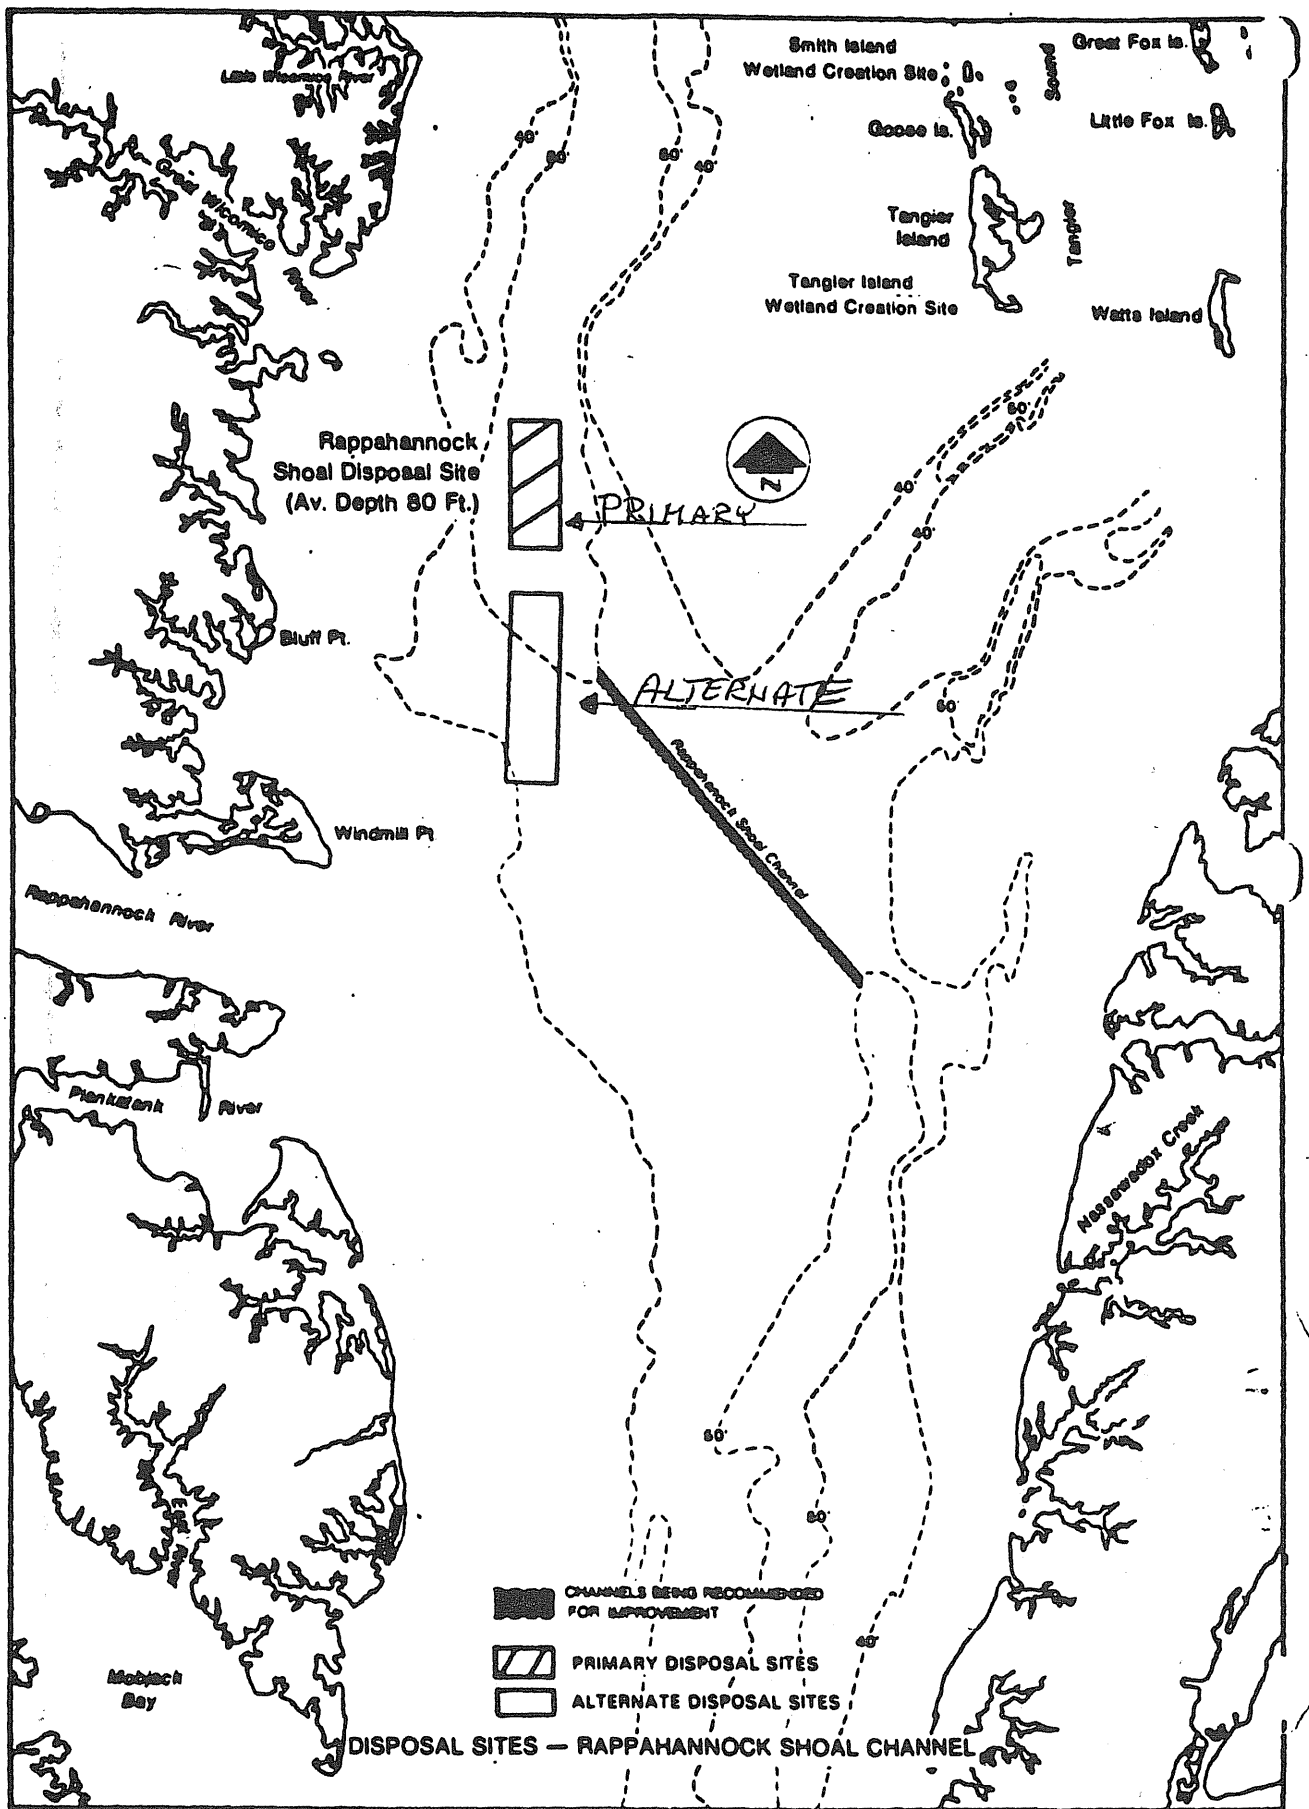 Smith Island
Wetland Creation Site
Sound
Great Fox Is.
Little Wicomico River
Goose Is.
Little Fox Is.
40'
60'
60'
40'
Great Wicomico
River
Tangier
Island
Tangier
Tangier Island
Wetland Creation Site
Watts Island
Rappahannock
Shoal Disposal Site
(Av. Depth 80 Ft.)
N
60'
40
40'
PRIMARY
Bluff Pt.
ALTERNATE
60'
Rappahannock Shoal Channel
Windmill Pt.
Rappahannock River
Piankatank River
Nassawadox Creek
60'
60'
CHANNELS BEING RECOMMENDED
FOR IMPROVEMENT
40'
PRIMARY DISPOSAL SITES
Mobjack
Bay
ALTERNATE DISPOSAL SITES
DISPOSAL SITES — RAPPAHANNOCK SHOAL CHANNEL